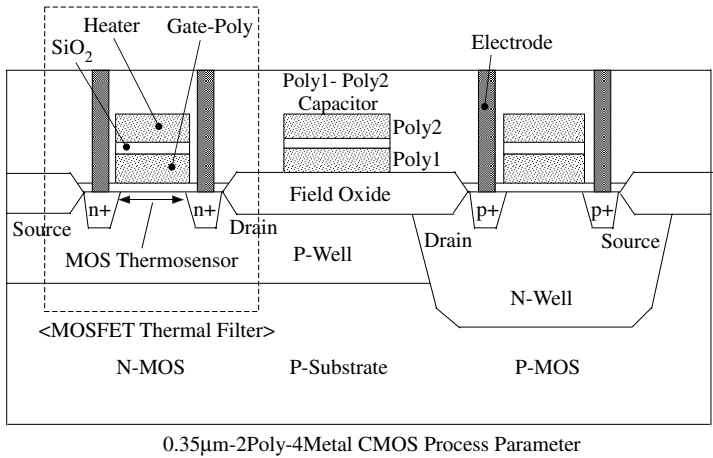 Heater
Gate-Poly
SiO2
Electrode
Poly1- Poly2
Capacitor
Poly2
Poly1
Field Oxide
n+
n+
p+
p+
Source
Drain
Drain
Source
MOS Thermosensor
P-Well
N-Well
<MOSFET Thermal Filter>
N-MOS
P-Substrate
P-MOS
0.35μm-2Poly-4Metal CMOS Process Parameter